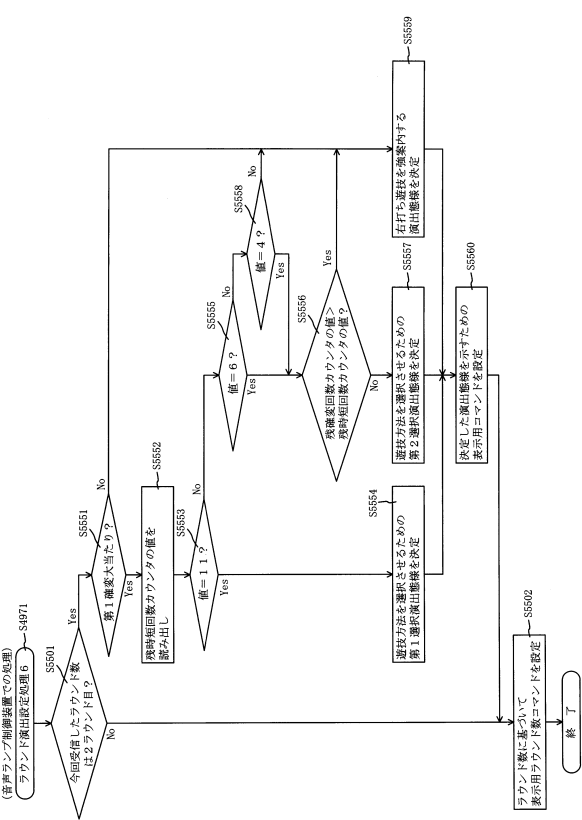 (音声ランプ制御装置での処理)
ラウンド演出設定処理6
S4971
S5501
今回受信したラウンド数
は2ラウンド目?
Yes
No
S5551
第1確変大当たり?
No
Yes
S5552
残時短回数カウンタの値を
読み出し
S5553
値=11?
No
Yes
S5555
値=6?
No
Yes
S5558
値=4?
No
Yes
S5556
残確変回数カウンタの値>
残時短回数カウンタの値?
Yes
No
S5554
遊技方法を選択させるための
第1選択演出態様を決定
S5557
遊技方法を選択させるための
第2選択演出態様を決定
S5559
右打ち遊技を強案内する
演出態様を決定
S5560
決定した演出態様を示すための
表示用コマンドを設定
S5502
ラウンド数に基づいて
表示用ラウンド数コマンドを設定
終 了